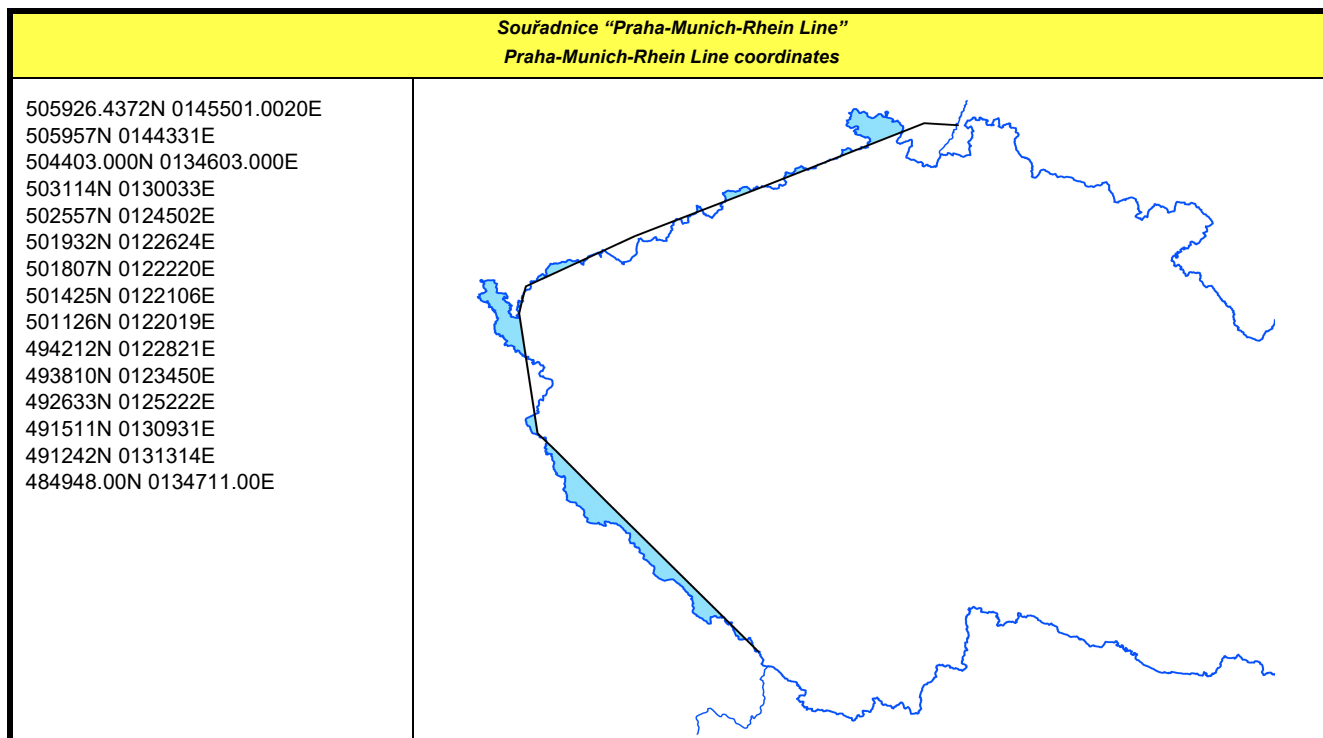 Souřadnice “Praha-Munich-Rhein Line”
Praha-Munich-Rhein Line coordinates
505926.4372N 0145501.0020E
505957N 0144331E
504403.000N 0134603.000E
503114N 0130033E
502557N 0124502E
501932N 0122624E
501807N 0122220E
501425N 0122106E
501126N 0122019E
494212N 0122821E
493810N 0123450E
492633N 0125222E
491511N 0130931E
491242N 0131314E
484948.00N 0134711.00E